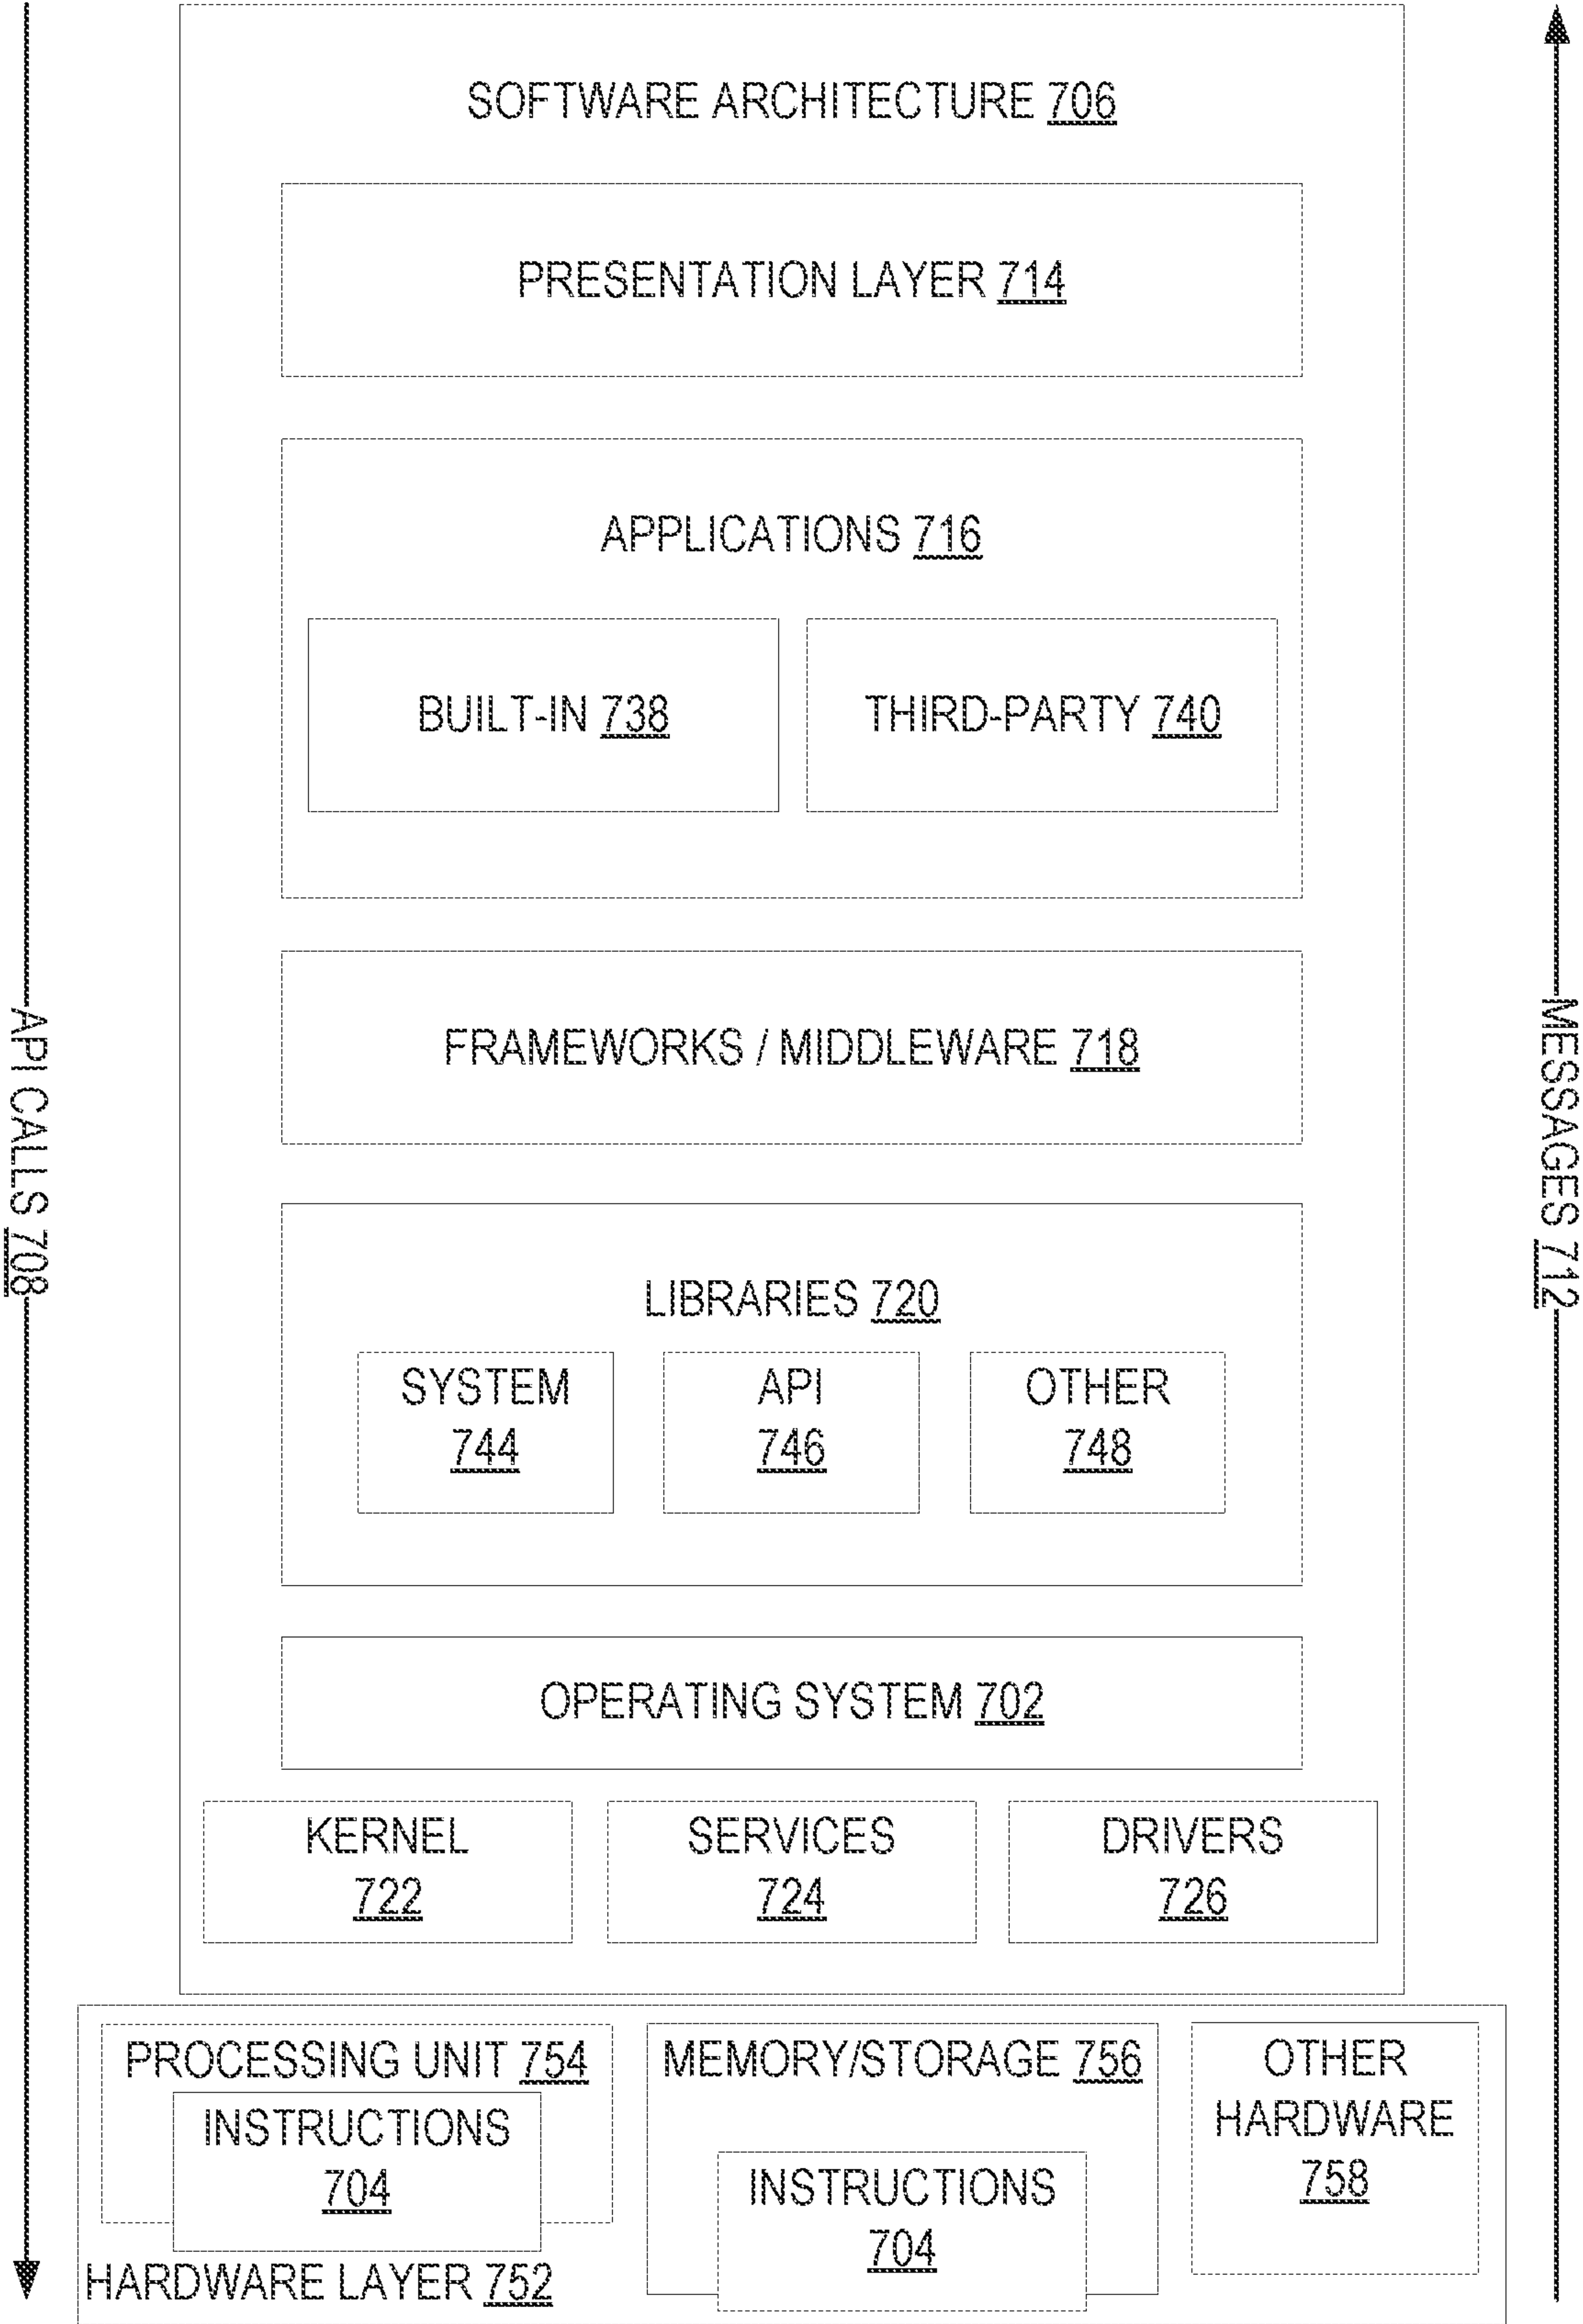 SOFTWARE ARCHITECTURE 706
PRESENTATION LAYER 714
APPLICATIONS 716
BUILT-IN 738
THIRD-PARTY 740
FRAMEWORKS / MIDDLEWARE 718
API CALLS 708
MESSAGES 712
LIBRARIES 720
SYSTEM
744
API
746
OTHER
748
OPERATING SYSTEM 702
KERNEL
722
SERVICES
724
DRIVERS
726
PROCESSING UNIT 754
INSTRUCTIONS
704
MEMORY/STORAGE 756
INSTRUCTIONS
704
OTHER
HARDWARE
758
HARDWARE LAYER 752